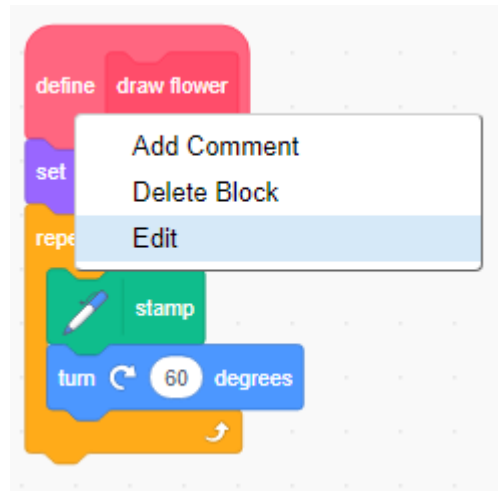 define draw flower
Add Comment
set
Delete Block
Edit
stamp
turn 60 degrees